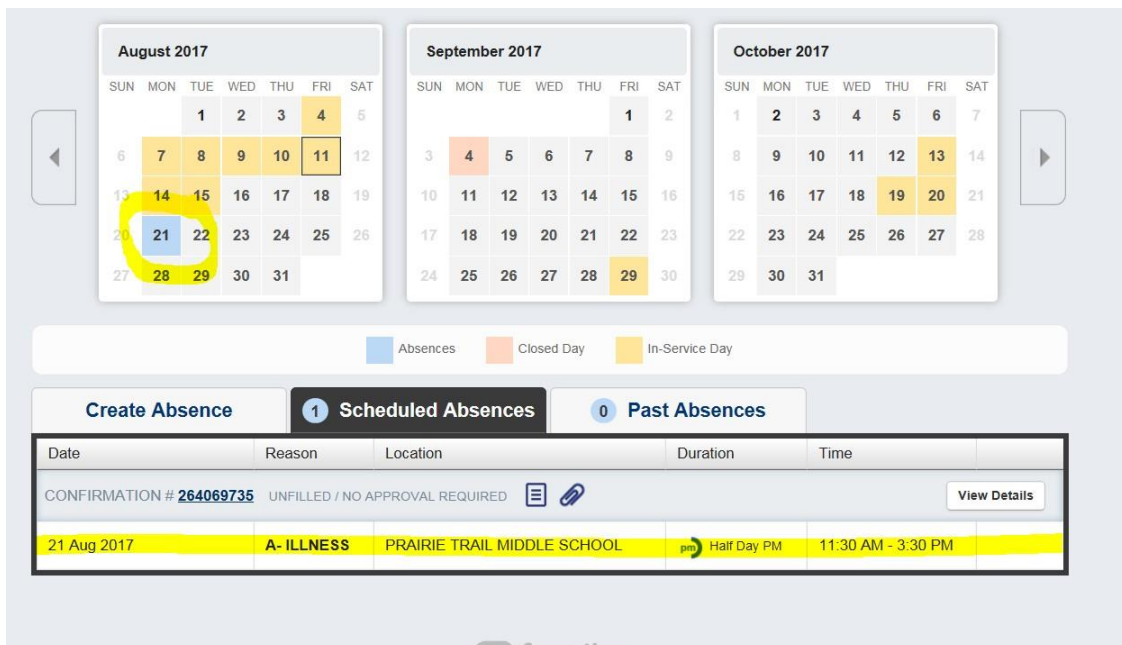 August 2017
SUN MON TUE WED THU FRI SAT
1 2 3 4 5
6 7 8 9 10 11 12
13 14 15 16 17 18 19
20 21 22 23 24 25 26
27 28 29 30 31
September 2017
SUN MON TUE WED THU FRI SAT
1 2
3 4 5 6 7 8 9
10 11 12 13 14 15 16
17 18 19 20 21 22 23
24 25 26 27 28 29 30
October 2017
SUN MON TUE WED THU FRI SAT
1 2 3 4 5 6 7
8 9 10 11 12 13 14
15 16 17 18 19 20 21
22 23 24 25 26 27 28
29 30 31
Absences Closed Day In-Service Day
Create Absence 1 Scheduled Absences 0 Past Absences
Date Reason Location Duration Time
CONFIRMATION # 264069735 UNFILLED / NO APPROVAL REQUIRED View Details
21 Aug 2017 A- ILLNESS PRAIRIE TRAIL MIDDLE SCHOOL pm Half Day PM 11:30 AM - 3:30 PM